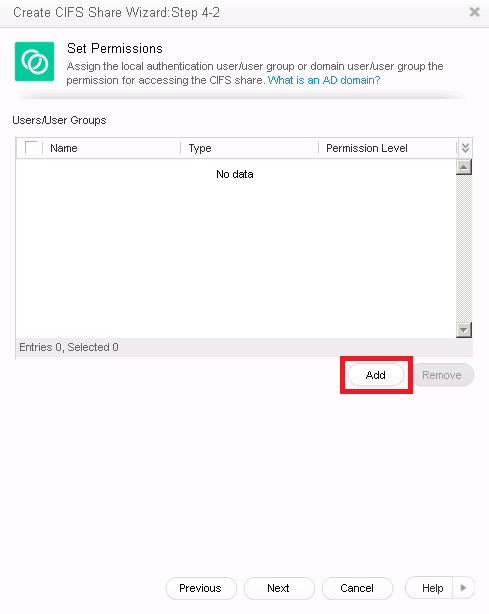 Create CIFS Share Wizard:Step 4-2
Set Permissions
Assign the local authentication user/user group or domain user/user group the
permission for accessing the CIFS share. What is an AD domain?
Users/User Groups
Name Type Permission Level
No data
Entries 0, Selected 0
Add Remove
Previous Next Cancel Help